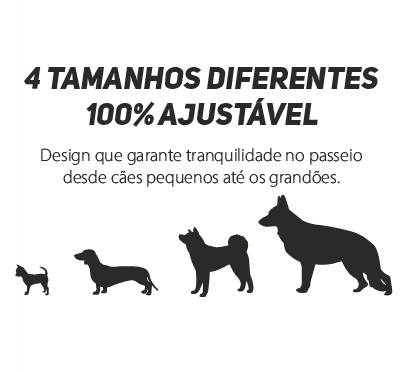 4 TAMANHOS DIFERENTES
100% AJUSTÁVEL
Design que garante tranquilidade no passeio
desde cães pequenos até os grandões.